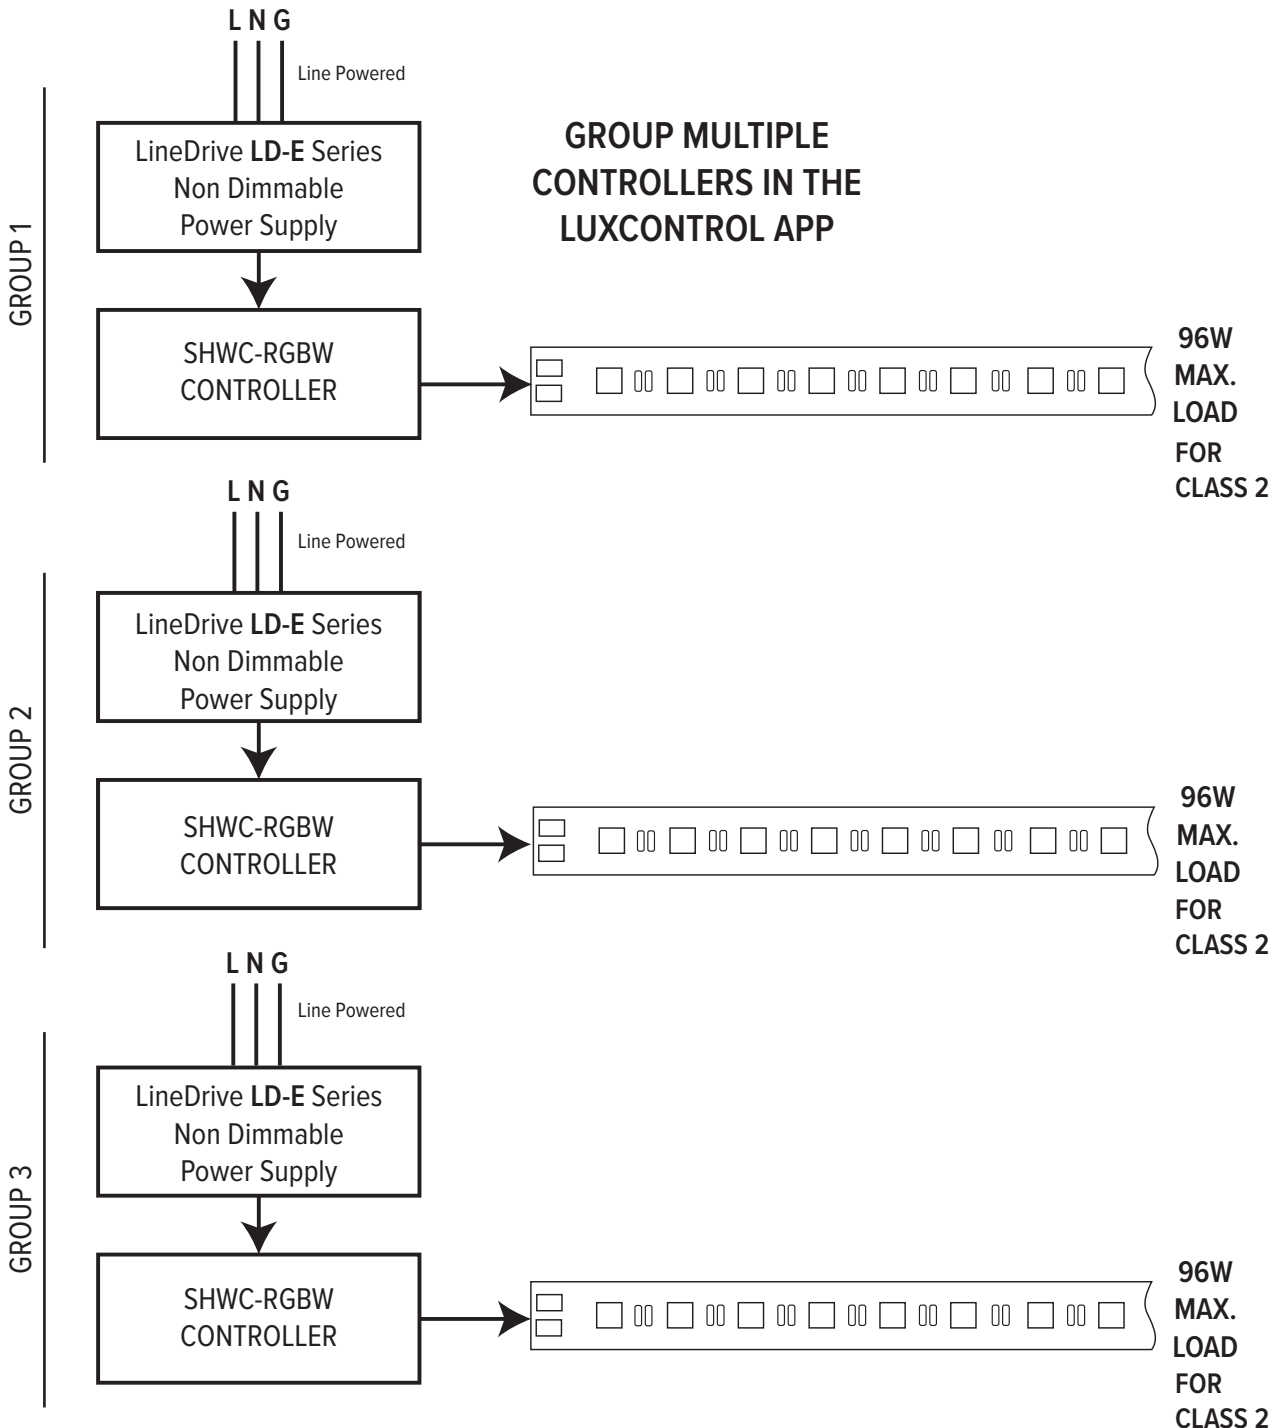 L N G
Line Powered
LineDrive LD-E Series
Non Dimmable
Power Supply
GROUP MULTIPLE
CONTROLLERS IN THE
LUXCONTROL APP
GROUP 1
SHWC-RGBW
CONTROLLER
96W
MAX.
LOAD
FOR
CLASS 2
L N G
Line Powered
LineDrive LD-E Series
Non Dimmable
Power Supply
GROUP 2
SHWC-RGBW
CONTROLLER
96W
MAX.
LOAD
FOR
CLASS 2
L N G
Line Powered
LineDrive LD-E Series
Non Dimmable
Power Supply
GROUP 3
SHWC-RGBW
CONTROLLER
96W
MAX.
LOAD
FOR
CLASS 2